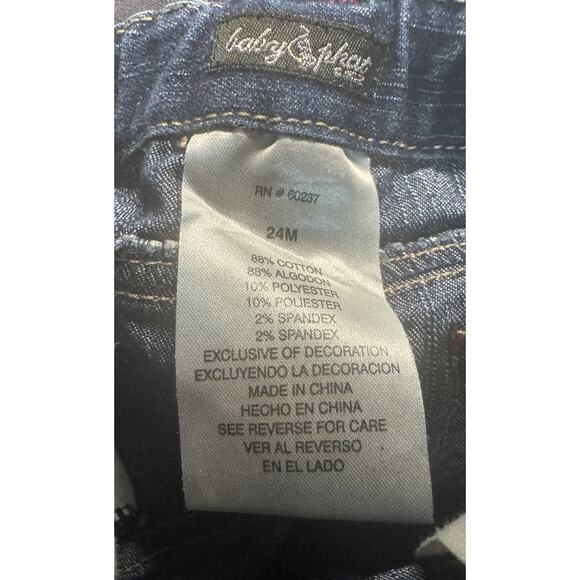 baby phat
RN # 60237
24M
88% COTTON
88% ALGODON
10% POLYESTER
10% POLIESTER
2% SPANDEX
2% SPANDEX
EXCLUSIVE OF DECORATION
EXCLUYENDO LA DECORACION
MADE IN CHINA
HECHO EN CHINA
SEE REVERSE FOR CARE
VER AL REVERSO
EN EL LADO